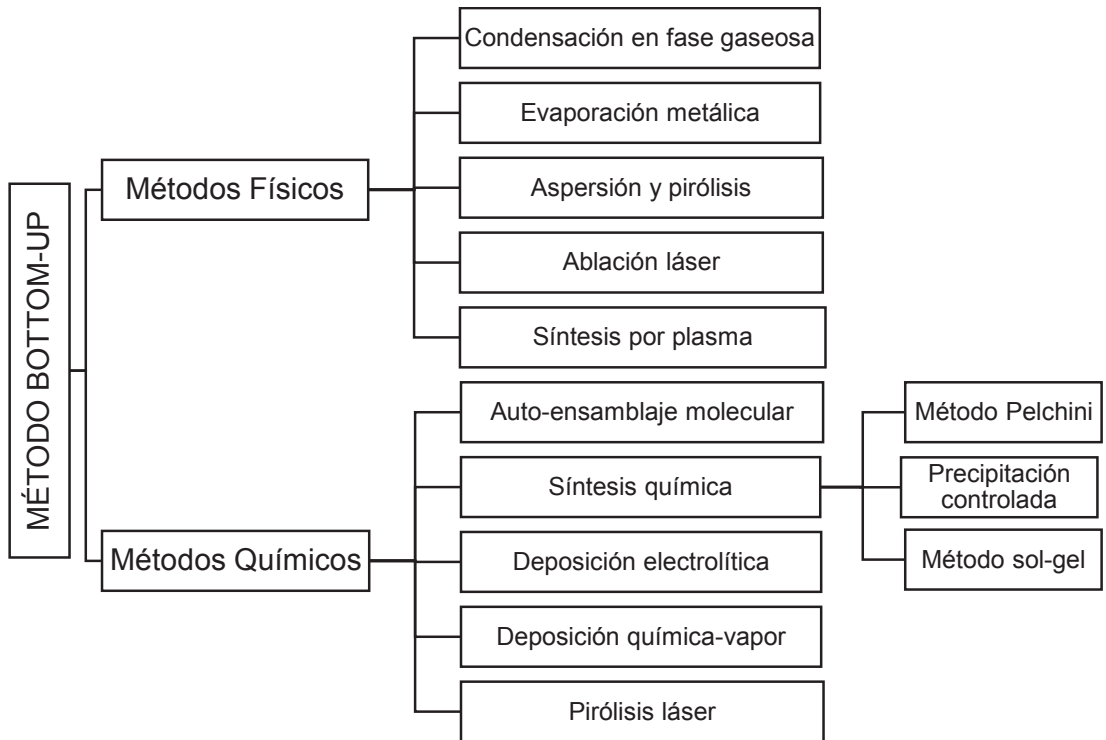 MÉTODO BOTTOM-UP
Métodos Físicos
Condensación en fase gaseosa
Evaporación metálica
Aspersión y pirólisis
Ablación láser
Síntesis por plasma
Métodos Químicos
Auto-ensamblaje molecular
Síntesis química
Método Pelchini
Precipitación
controlada
Método sol-gel
Deposición electrolítica
Deposición química-vapor
Pirólisis láser